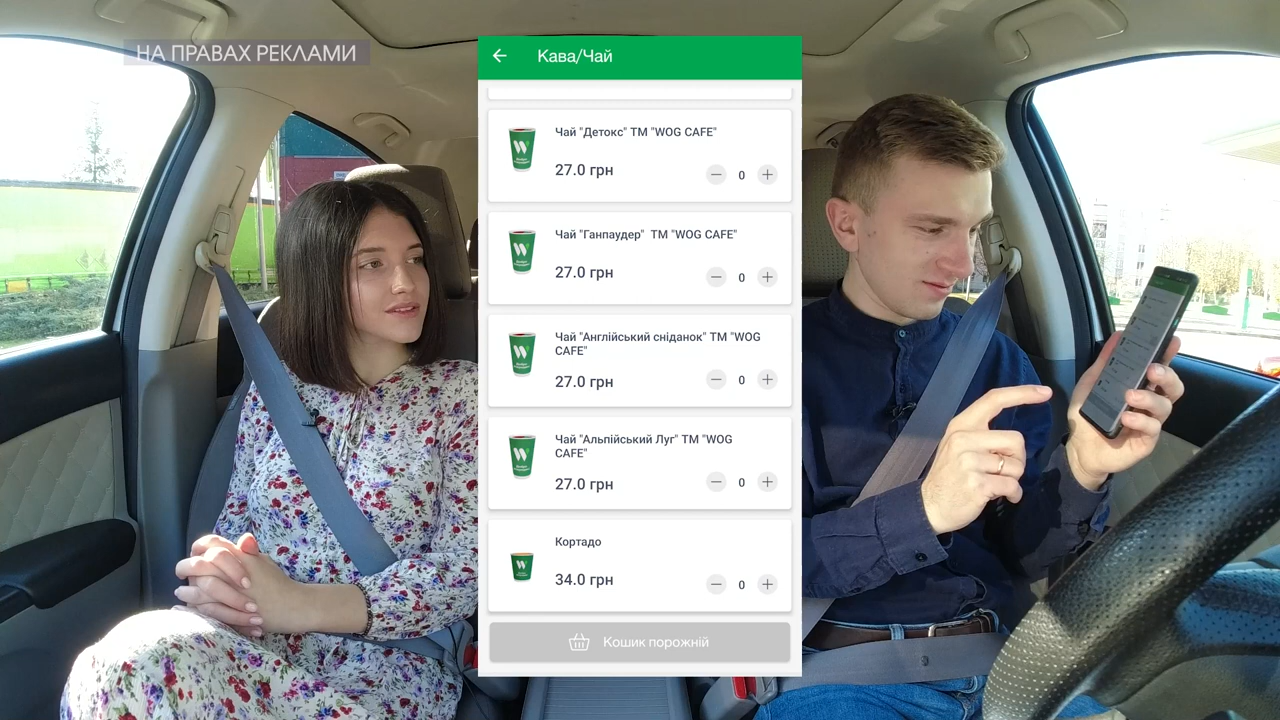 НА ПРАВАХ РЕКЛАМИ
Кава/Чай
Чай "Детокс" ТМ "WOG CAFE"
27.0 грн
0
Чай "Ганпаудер" ТМ "WOG CAFE"
27.0 грн
0
Чай "Англійський сніданок" ТМ "WOG
CAFE"
27.0 грн
0
Чай "Альпійський Луг" ТМ "WOG
CAFE"
27.0 грн
0
Кортадо
34.0 грн
0
Кошик порожній